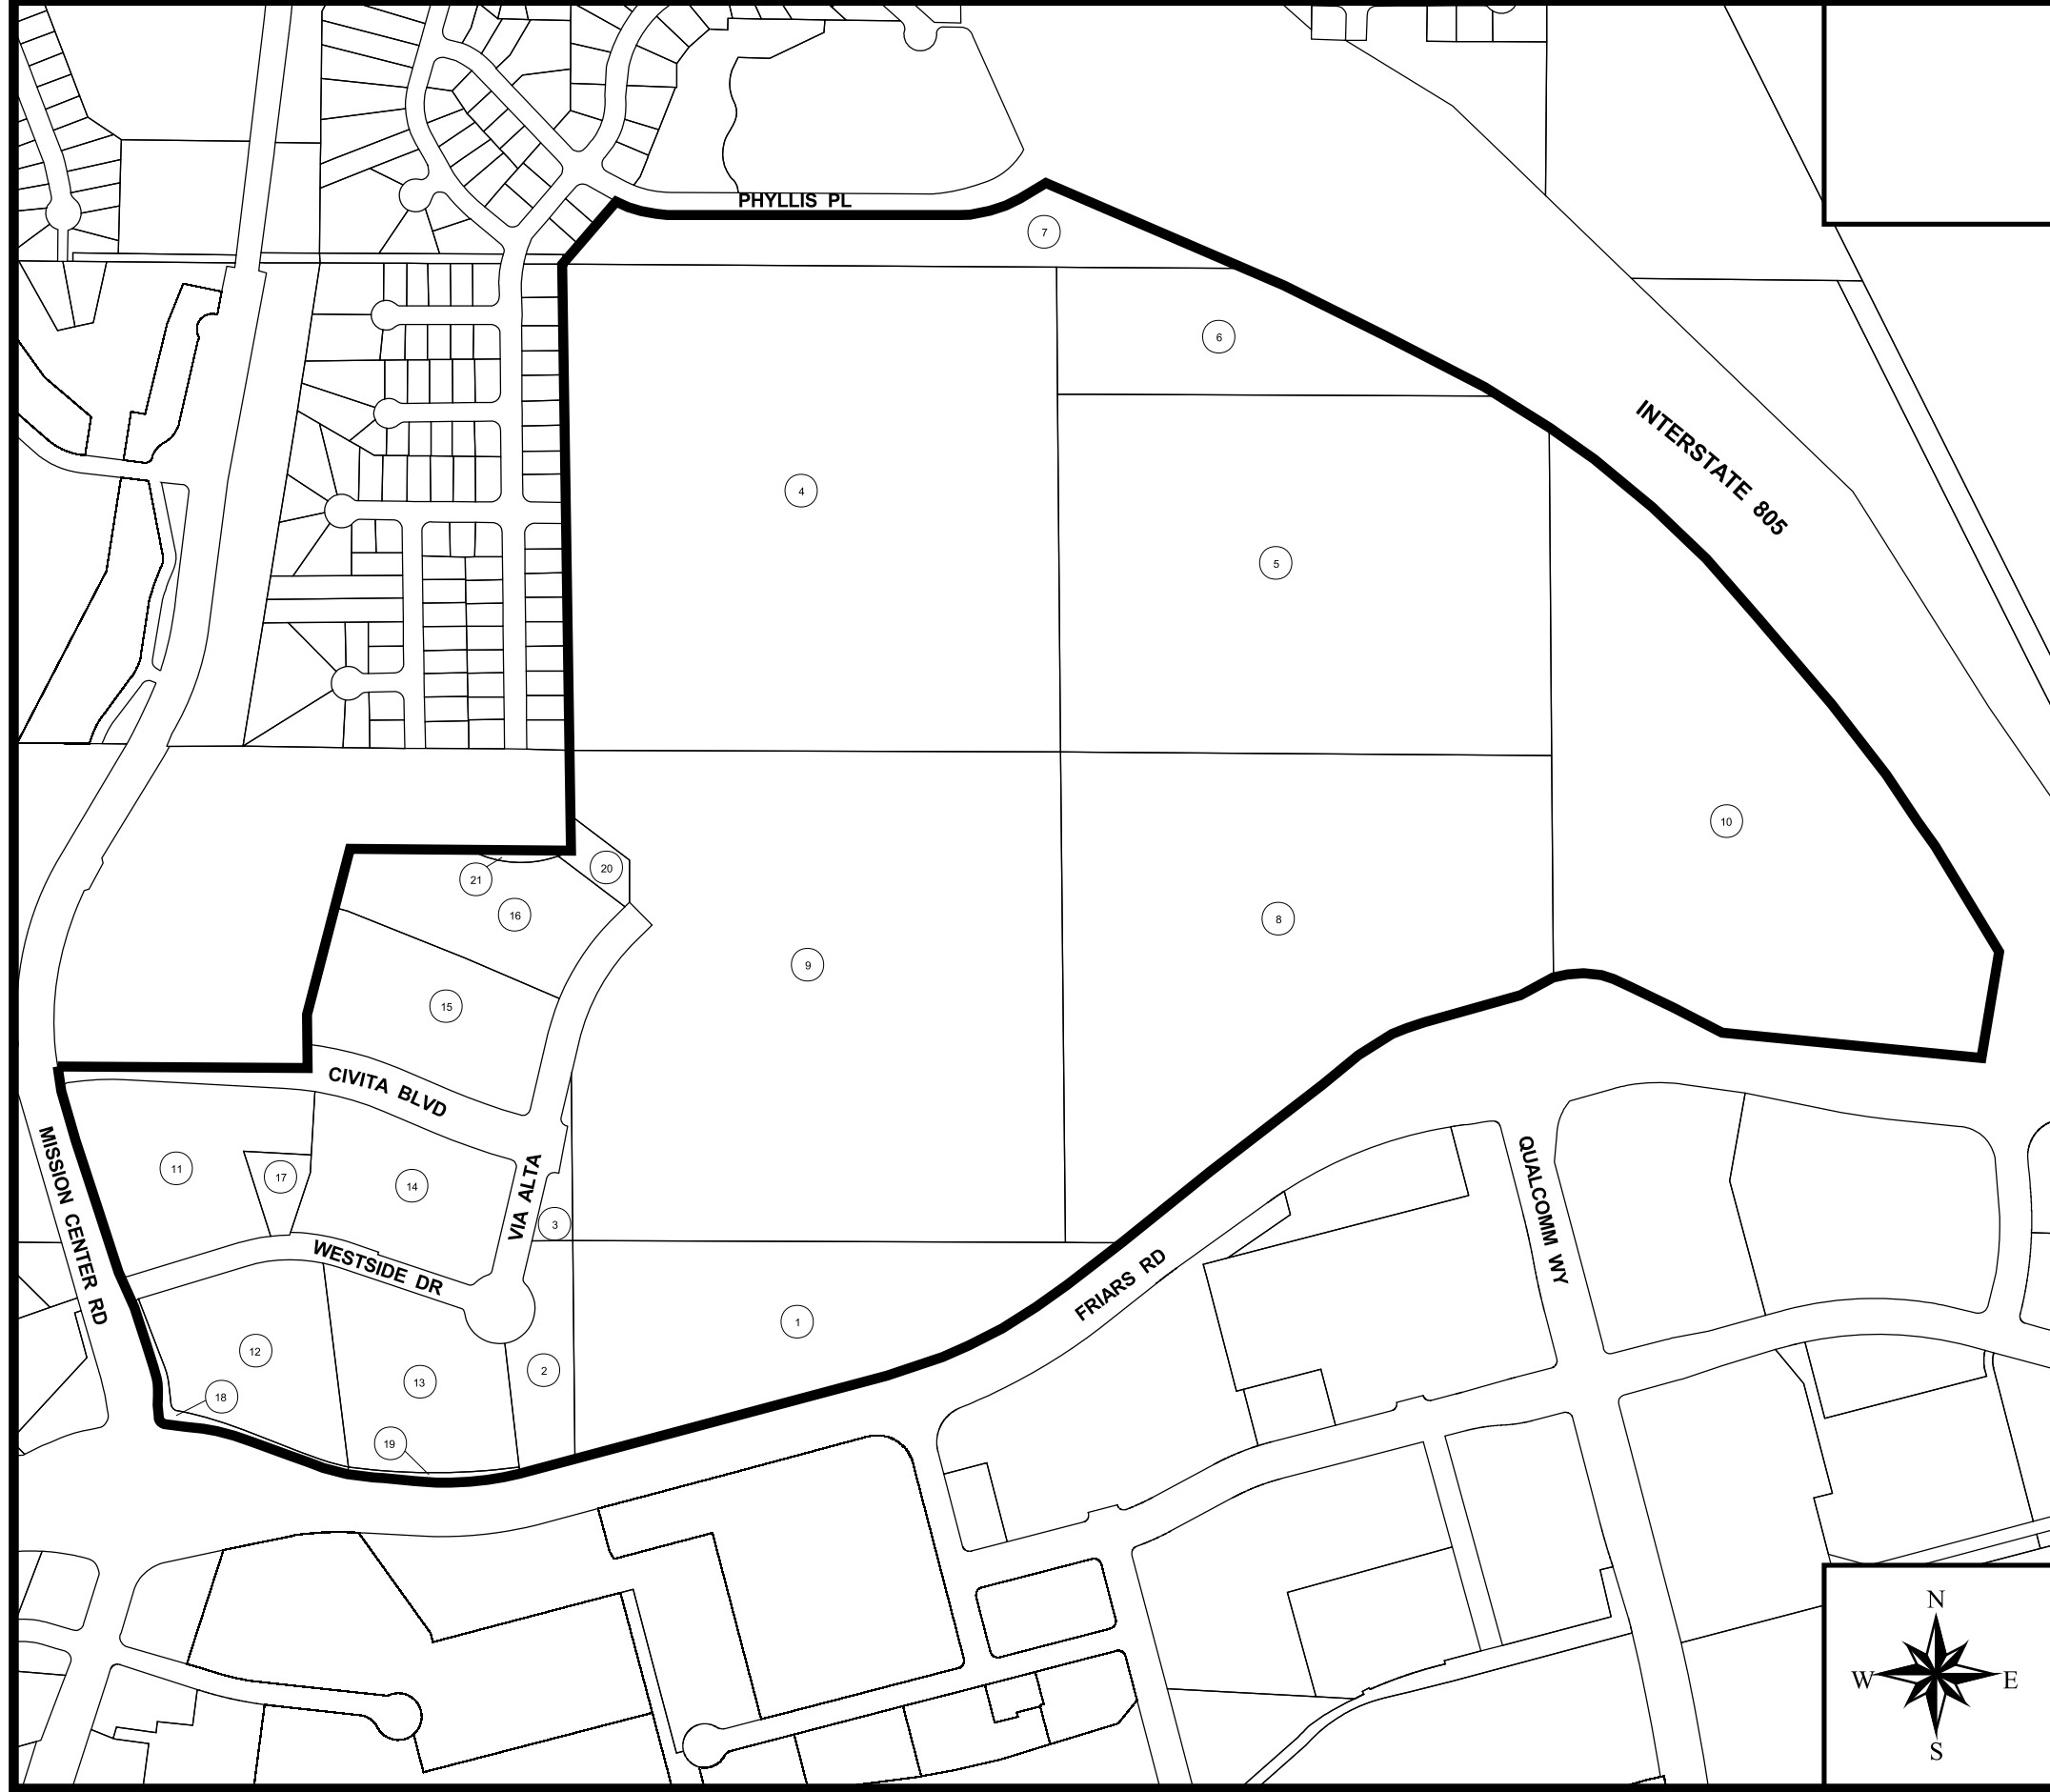 PHYLLIS PL
7
6
INTERSTATE 805
4
5
10
20
21
16
8
9
15
CIVITA BLVD
MISSION CENTER RD
11
17
14
VIA ALTA
3
QUALCOMM WY
WESTSIDE DR
FRIARS RD
1
12
2
13
18
19
N
W
E
S